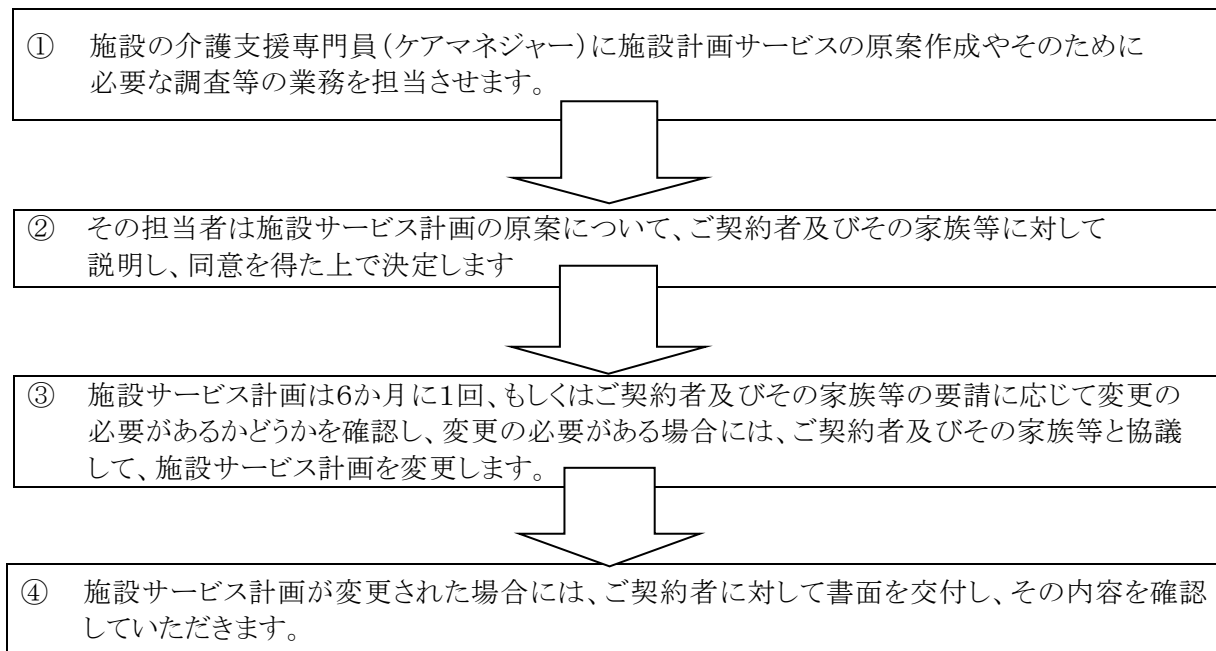 ① 施設の介護支援専門員(ケアマネジャー)に施設計画サービスの原案作成やそのために
必要な調査等の業務を担当させます。
② その担当者は施設サービス計画の原案について、ご契約者及びその家族等に対して
説明し、同意を得た上で決定します
③ 施設サービス計画は6か月に1回、もしくはご契約者及びその家族等の要請に応じて変更の
必要があるかどうかを確認し、変更の必要がある場合には、ご契約者及びその家族等と協議
して、施設サービス計画を変更します。
④ 施設サービス計画が変更された場合には、ご契約者に対して書面を交付し、その内容を確認
していただきます。